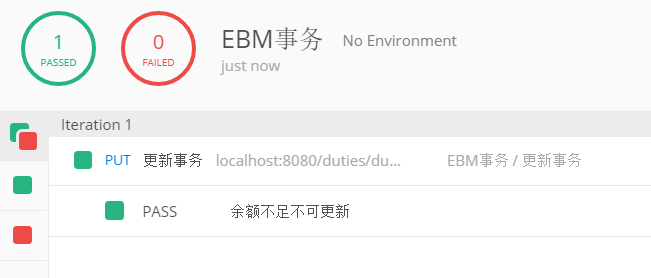 1
PASSED
0
FAILED
EBM事务 No Environment
just now
Iteration 1
PUT 更新事务 localhost:8080/duties/du... EBM事务 / 更新事务
PASS 余额不足不可更新